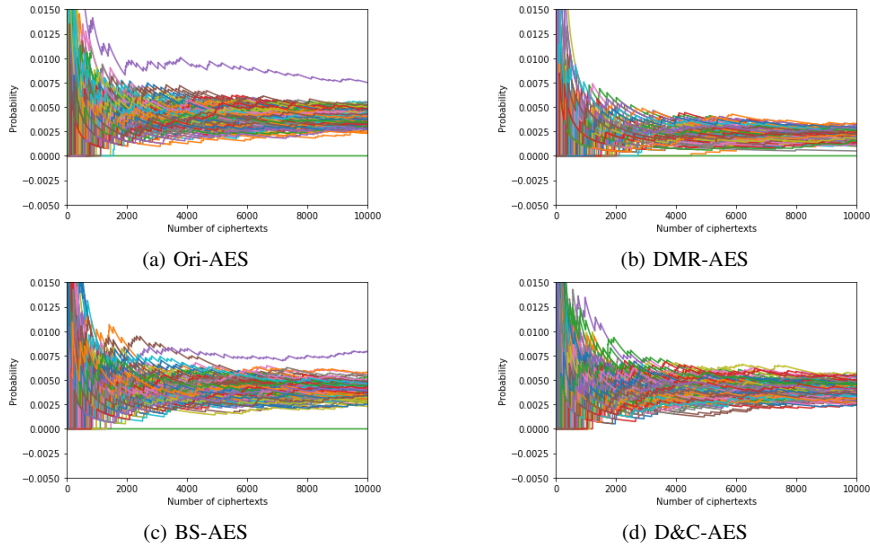 0.0150
0.0125
0.0100
0.0075
0.0050
0.0025
0.0000
−0.0025
−0.0050
Probability
0 2000 4000 6000 8000 10000
Number of ciphertexts
(a) Ori-AES
0.0150
0.0125
0.0100
0.0075
0.0050
0.0025
0.0000
−0.0025
−0.0050
Probability
0 2000 4000 6000 8000 10000
Number of ciphertexts
(b) DMR-AES
0.0150
0.0125
0.0100
0.0075
0.0050
0.0025
0.0000
−0.0025
−0.0050
Probability
0 2000 4000 6000 8000 10000
Number of ciphertexts
(c) BS-AES
0.0150
0.0125
0.0100
0.0075
0.0050
0.0025
0.0000
−0.0025
−0.0050
Probability
0 2000 4000 6000 8000 10000
Number of ciphertexts
(d) D&C-AES